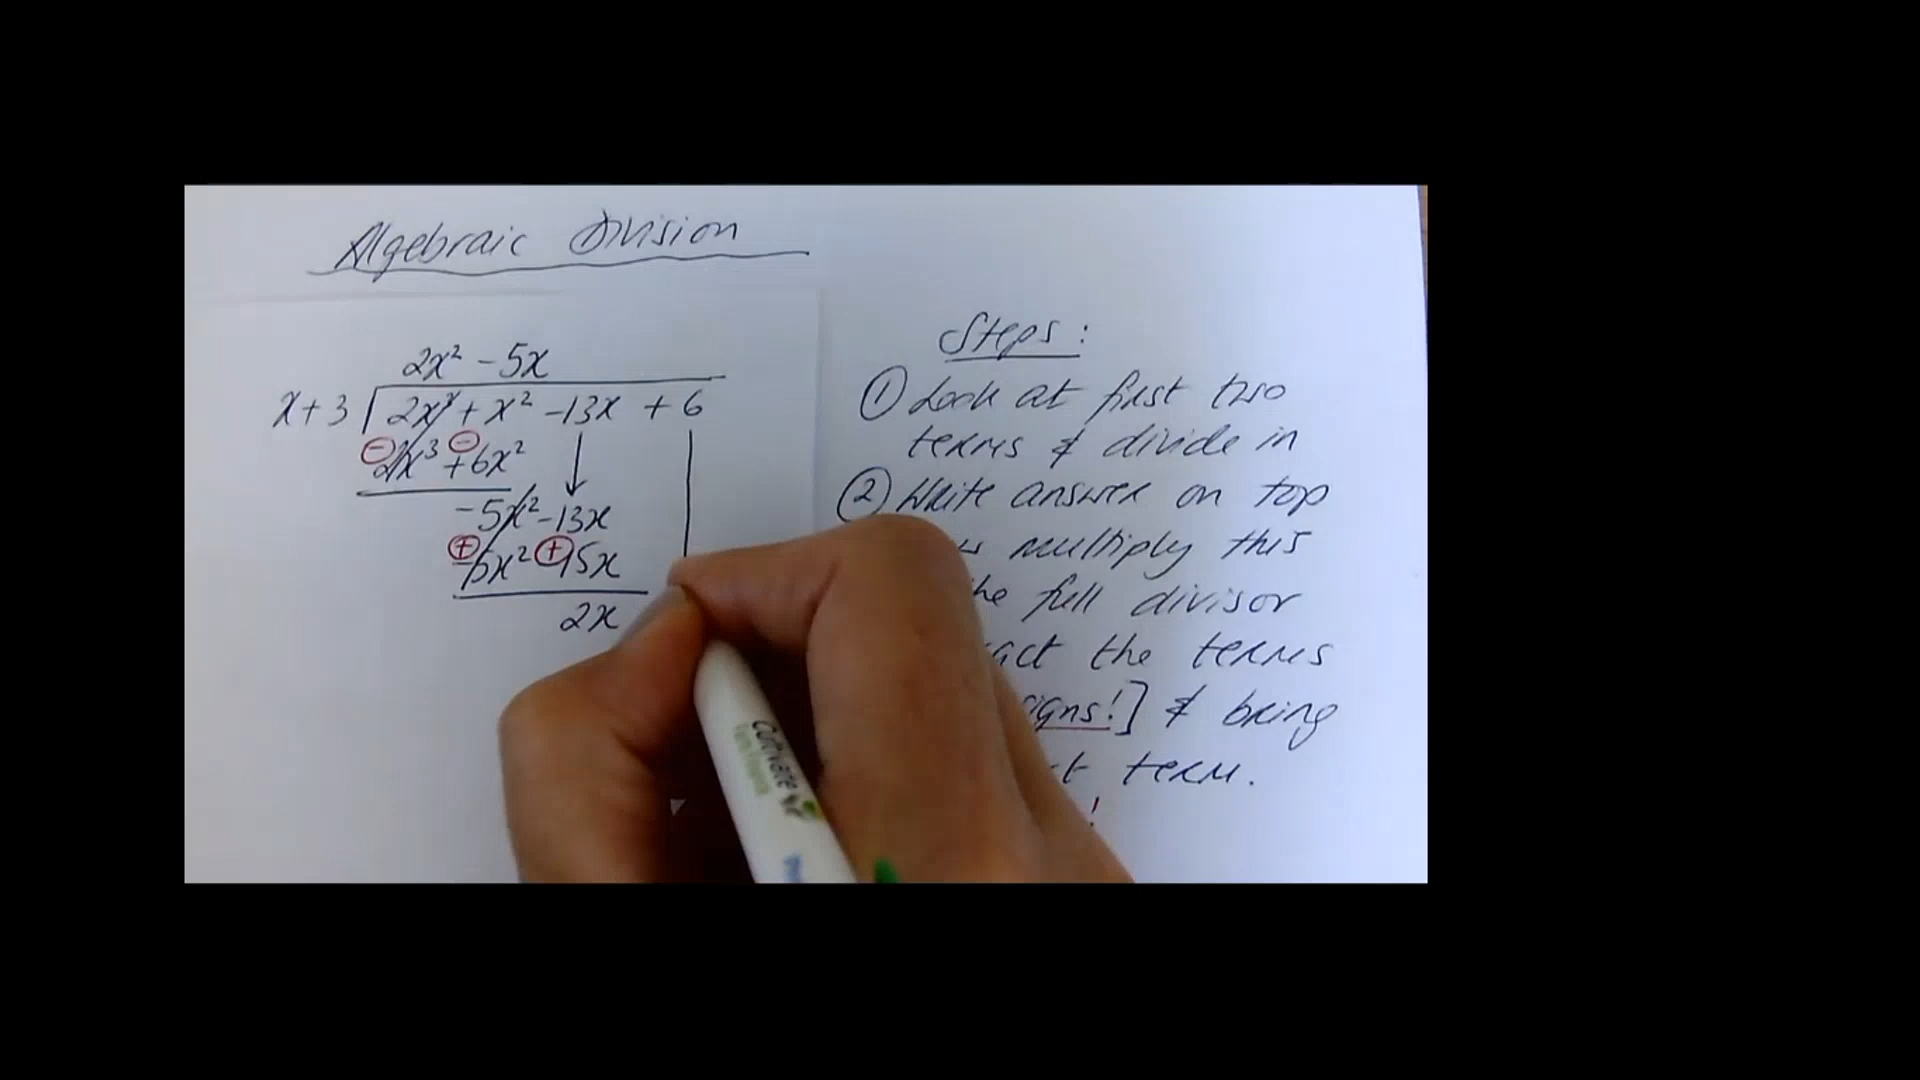 Algebraic Division
2x² - 5x
x + 3 2x³ + x² - 13x + 6
2x³ + 6x²
-5x² - 13x
-5x² - 15x
2x
Steps:
① Look at first two
terms & divide in
② Write answer on top
multiply this
full divisor
the terms
signs!] & bring
term.
!
Cultivate